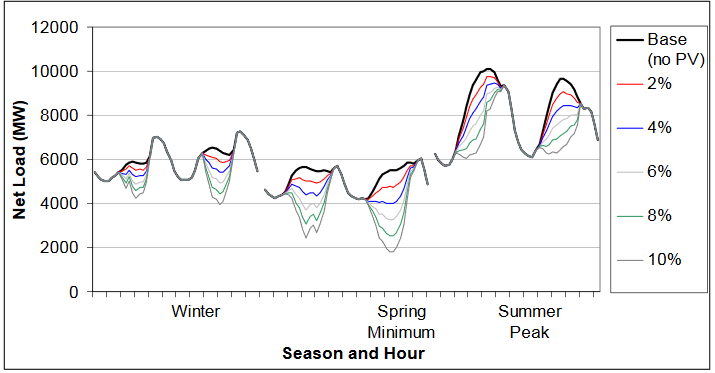 12000
10000
8000
6000
4000
2000
0
Net Load (MW)
Winter
Spring
Minimum
Summer
Peak
Season and Hour
Base
(no PV)
2%
4%
6%
8%
10%